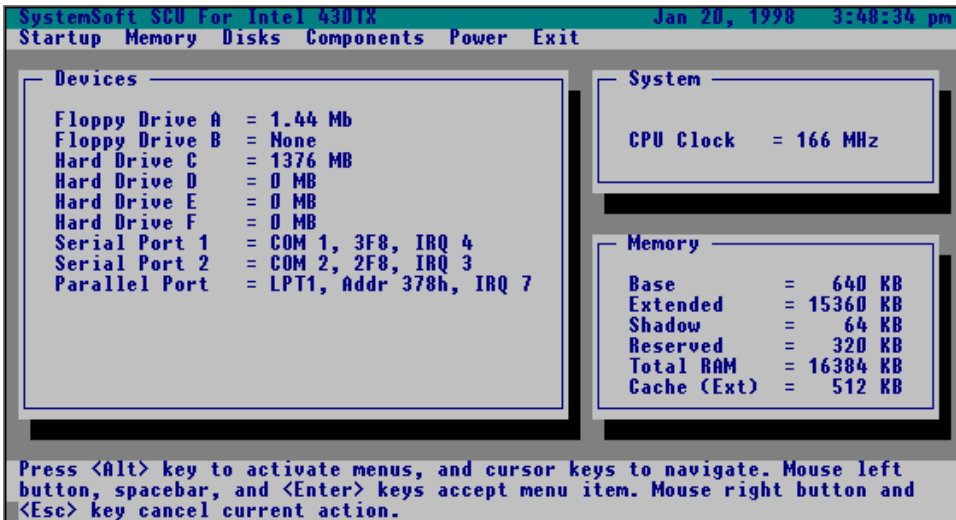 SystemSoft SCU For Intel 430TX Jan 20, 1998 3:48:34 pm
Startup Memory Disks Components Power Exit
Devices
Floppy Drive A = 1.44 Mb
Floppy Drive B = None
Hard Drive C = 1376 MB
Hard Drive D = 0 MB
Hard Drive E = 0 MB
Hard Drive F = 0 MB
Serial Port 1 = COM 1, 3F8, IRQ 4
Serial Port 2 = COM 2, 2F8, IRQ 3
Parallel Port = LPT1, Addr 378h, IRQ 7
System
CPU Clock = 166 MHz
Memory
Base = 640 KB
Extended = 15360 KB
Shadow = 64 KB
Reserved = 320 KB
Total RAM = 16384 KB
Cache (Ext) = 512 KB
Press <Alt> key to activate menus, and cursor keys to navigate. Mouse left
button, spacebar, and <Enter> keys accept menu item. Mouse right button and
<Esc> key cancel current action.